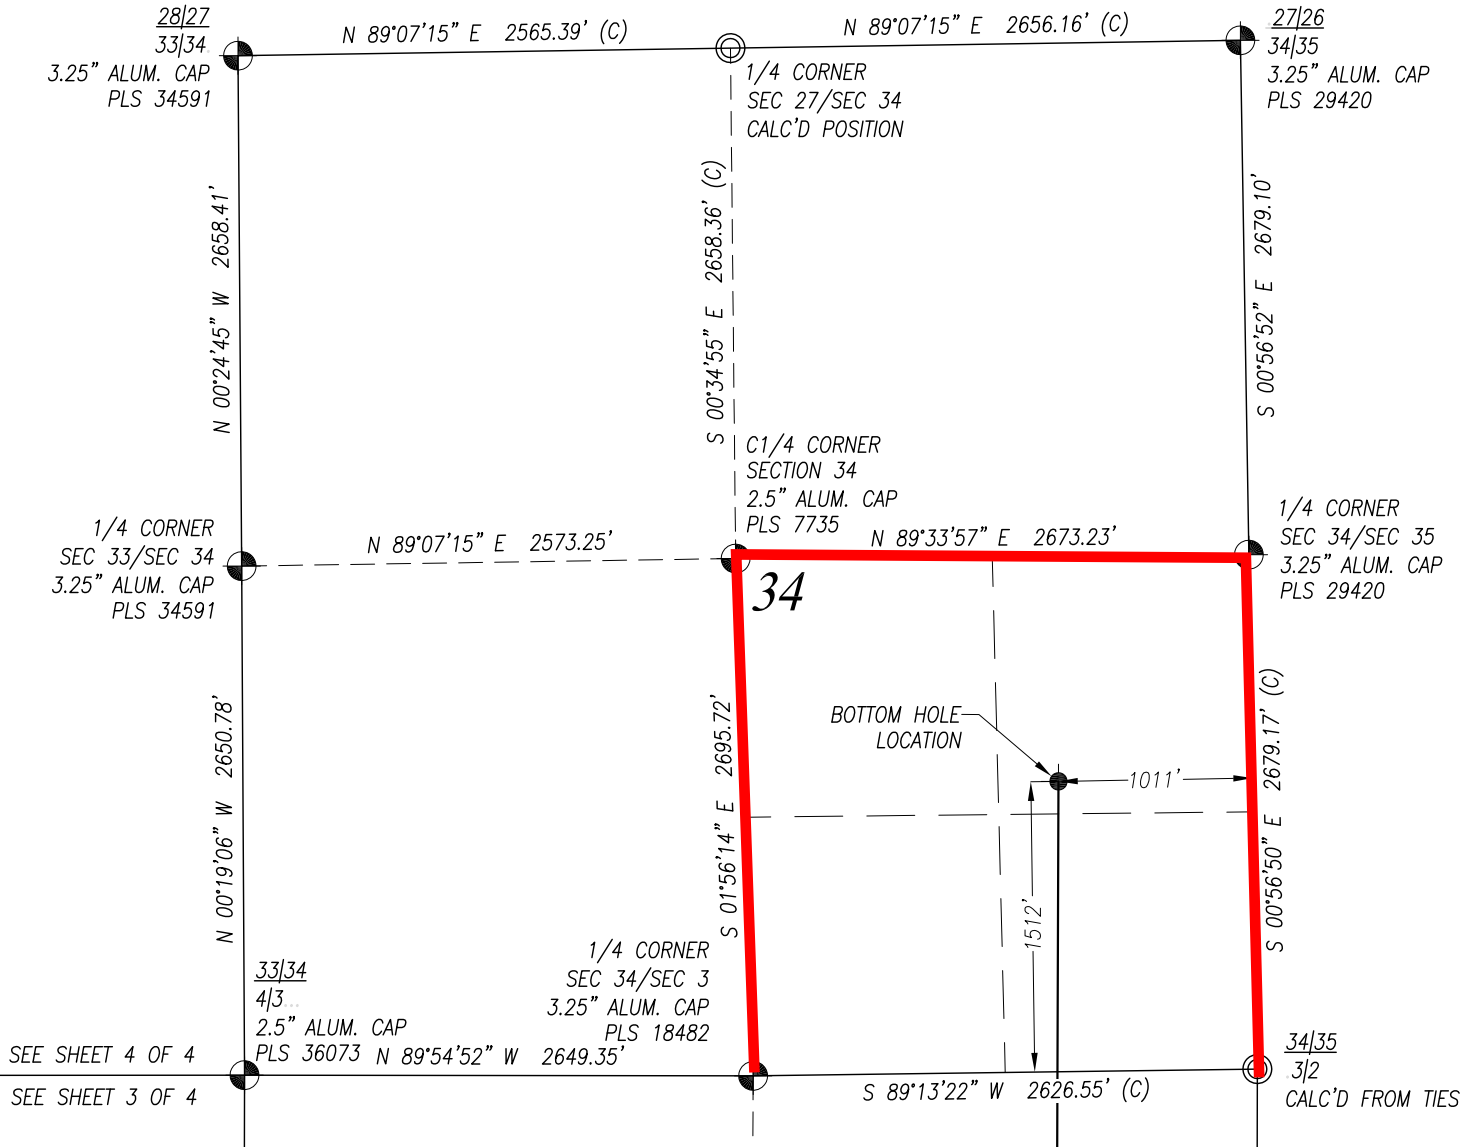 28|27
33|34
3.25" ALUM. CAP
PLS 34591
N 89°07'15" E 2565.39' (C)
1/4 CORNER
SEC 27/SEC 34
CALC'D POSITION
N 89°07'15" E 2656.16' (C)
27|26
34|35
3.25" ALUM. CAP
PLS 29420
N 00°24'45" W 2658.41'
S 00°34'55" E 2658.36' (C)
S 00°56'52" E 2679.10'
C1/4 CORNER
SECTION 34
2.5" ALUM. CAP
PLS 7735
1/4 CORNER
SEC 33/SEC 34
3.25" ALUM. CAP
PLS 34591
N 89°07'15" E 2573.25'
N 89°33'57" E 2673.23'
1/4 CORNER
SEC 34/SEC 35
3.25" ALUM. CAP
PLS 29420
34
N 00°19'06" W 2650.78'
S 01°56'14" E 2695.72'
BOTTOM HOLE
LOCATION
1011'
1512'
S 00°56'50" E 2679.17' (C)
1/4 CORNER
SEC 34/SEC 3
3.25" ALUM. CAP
PLS 18482
33|34
4|3
2.5" ALUM. CAP
PLS 36073
N 89°54'52" W 2649.35'
SEE SHEET 4 OF 4
SEE SHEET 3 OF 4
S 89°13'22" W 2626.55' (C)
34|35
3|2
CALC'D FROM TIES